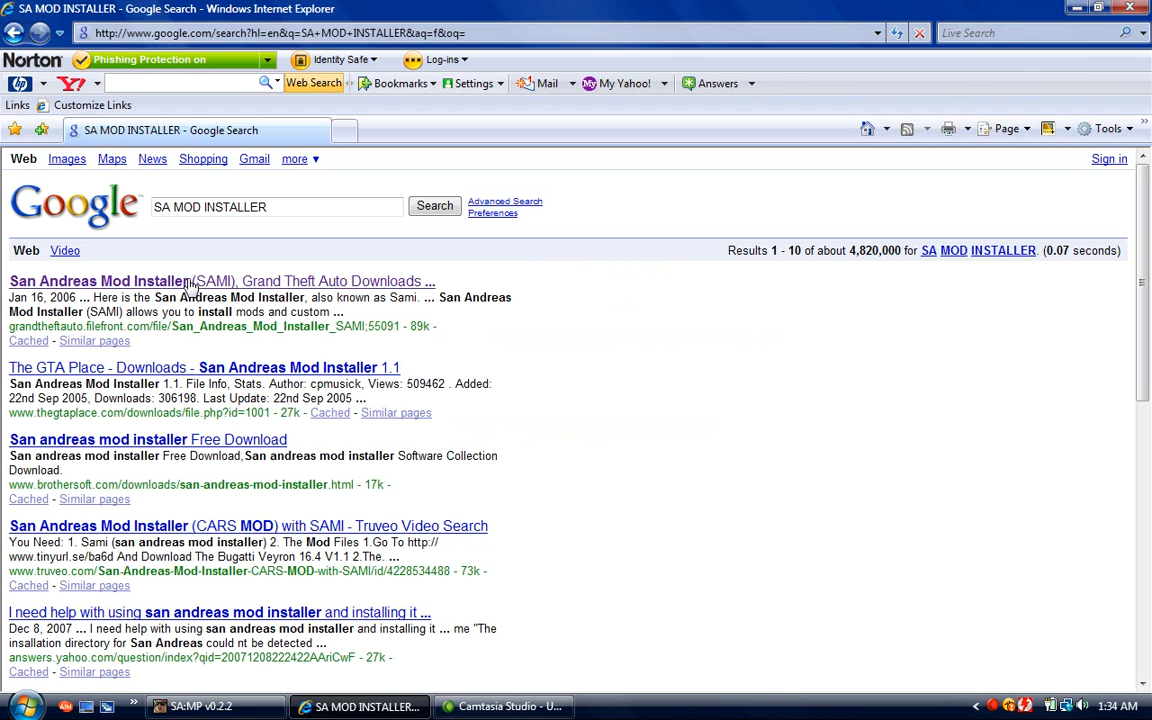 SA MOD INSTALLER - Google Search - Windows Internet Explorer
http://www.google.com/search?hl=en&q=SA+MOD+INSTALLER&aq=f&oq=
Live Search
Norton Phishing Protection on Identity Safe Log-ins
hp Y! Web Search Bookmarks Settings Mail My Yahoo! Answers
Links Customize Links
SA MOD INSTALLER - Google Search
Page Tools
Web Images Maps News Shopping Gmail more ▼ Sign in
Google
SA MOD INSTALLER
Search
Advanced Search
Preferences
Web Video Results 1 - 10 of about 4,820,000 for SA MOD INSTALLER. (0.07 seconds)
San Andreas Mod Installer (SAMI), Grand Theft Auto Downloads ...
Jan 16, 2006 ... Here is the San Andreas Mod Installer, also known as Sami. ... San Andreas
Mod Installer (SAMI) allows you to install mods and custom ...
grandtheftauto.filefront.com/file/San_Andreas_Mod_Installer_SAMI;55091 - 89k -
Cached - Similar pages
The GTA Place - Downloads - San Andreas Mod Installer 1.1
San Andreas Mod Installer 1.1. File Info, Stats. Author: cpmusick, Views: 509462 . Added:
22nd Sep 2005, Downloads: 306198. Last Update: 22nd Sep 2005 ...
www.thegtaplace.com/downloads/file.php?id=1001 - 27k - Cached - Similar pages
San andreas mod installer Free Download
San andreas mod installer Free Download,San andreas mod installer Software Collection
Download.
www.brothersoft.com/downloads/san-andreas-mod-installer.html - 17k -
Cached - Similar pages
San Andreas Mod Installer (CARS MOD) with SAMI - Truveo Video Search
You Need: 1. Sami (san andreas mod installer) 2. The Mod Files 1.Go To http://
www.tinyurl.se/ba6d And Download The Bugatti Veyron 16.4 V1.1 2.The. ...
www.truveo.com/San-Andreas-Mod-Installer-CARS-MOD-with-SAMI/id/4228534488 - 73k -
Cached - Similar pages
I need help with using san andreas mod installer and installing it ...
Dec 8, 2007 ... I need help with using san andreas mod installer and installing it ... me "The
insallation directory for San Andreas could nt be detected ...
answers.yahoo.com/question/index?qid=20071208222422AAriCwF - 27k -
Cached - Similar pages
SA:MP v0.2.2 SA MOD INSTALLER... Camtasia Studio - U... 1:34 AM